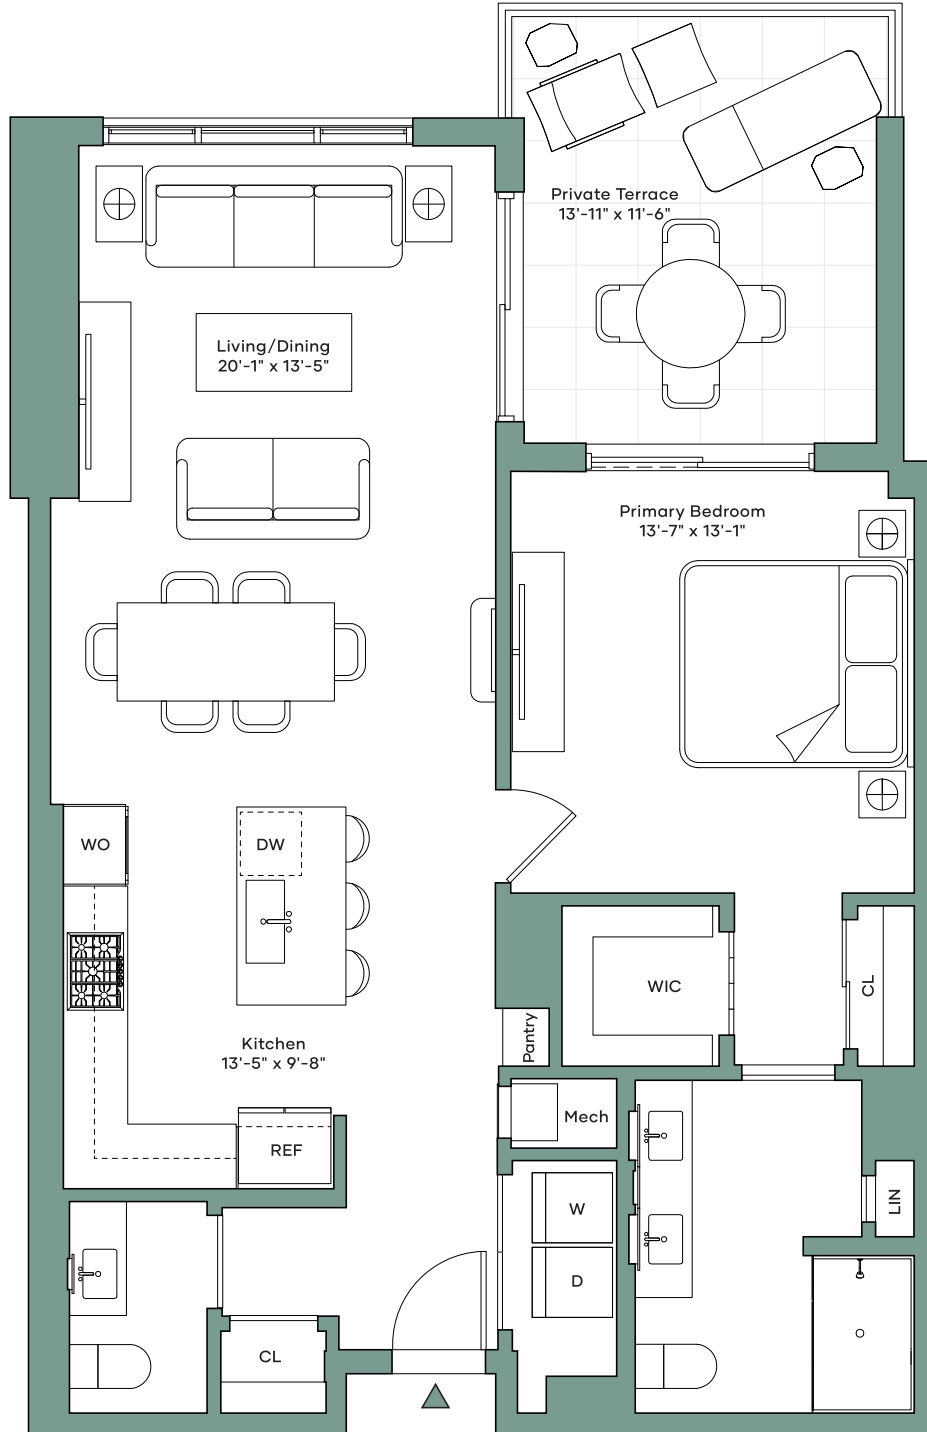 Private Terrace
13'-11" x 11'-6"
Living/Dining
20'-1" x 13'-5"
Primary Bedroom
13'-7" x 13'-1"
WO
DW
WIC
CL
Pantry
Kitchen
13'-5" x 9'-8"
Mech
REF
W
LIN
D
CL